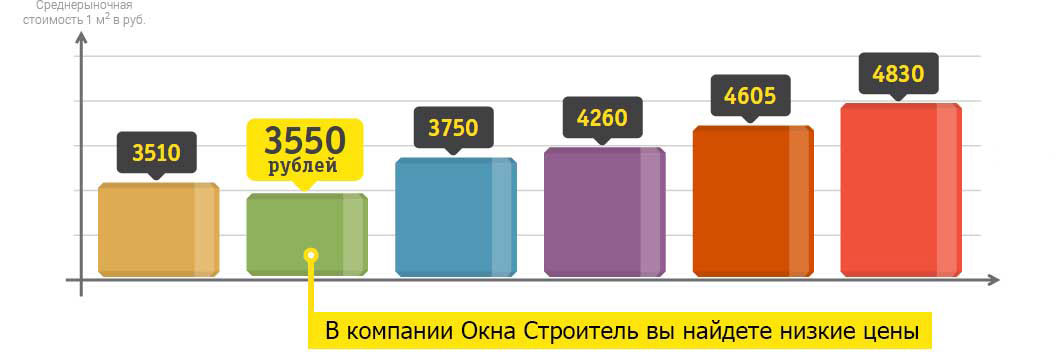 Среднерыночная
стоимость 1 м² в руб.
3510
3550
рублей
3750
4260
4605
4830
В компании Окна Строитель вы найдете низкие цены